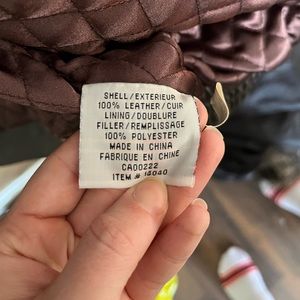 SHELL/EXTERIEUR
100% LEATHER/CUIR
LINING/DOUBLURE
FILLER/REMPLISSAGE
100% POLYESTER
MADE IN CHINA
FABRIQUE EN CHINE
CA00222
ITEM # 14040